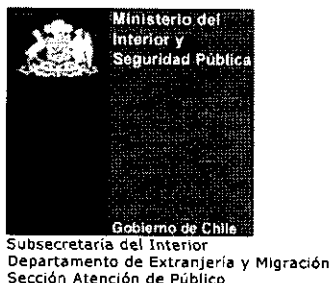 Ministerio del
Interior y
Seguridad Pública
Gobierno de Chile
Subsecretaría del Interior
Departamento de Extranjería y Migración
Sección Atención de Público